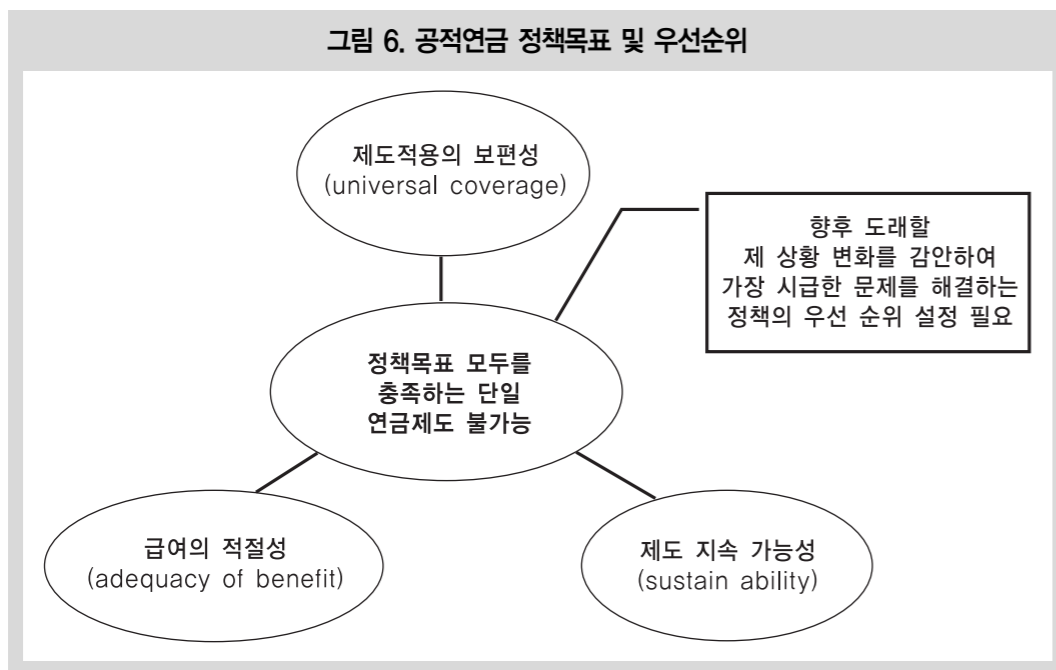 그림 6. 공적연금 정책목표 및 우선순위
제도적용의 보편성
(universal coverage)
향후 도래할
제 상황 변화를 감안하여
가장 시급한 문제를 해결하는
정책의 우선 순위 설정 필요
정책목표 모두를
충족하는 단일
연금제도 불가능
급여의 적절성
(adequacy of benefit)
제도 지속 가능성
(sustain ability)